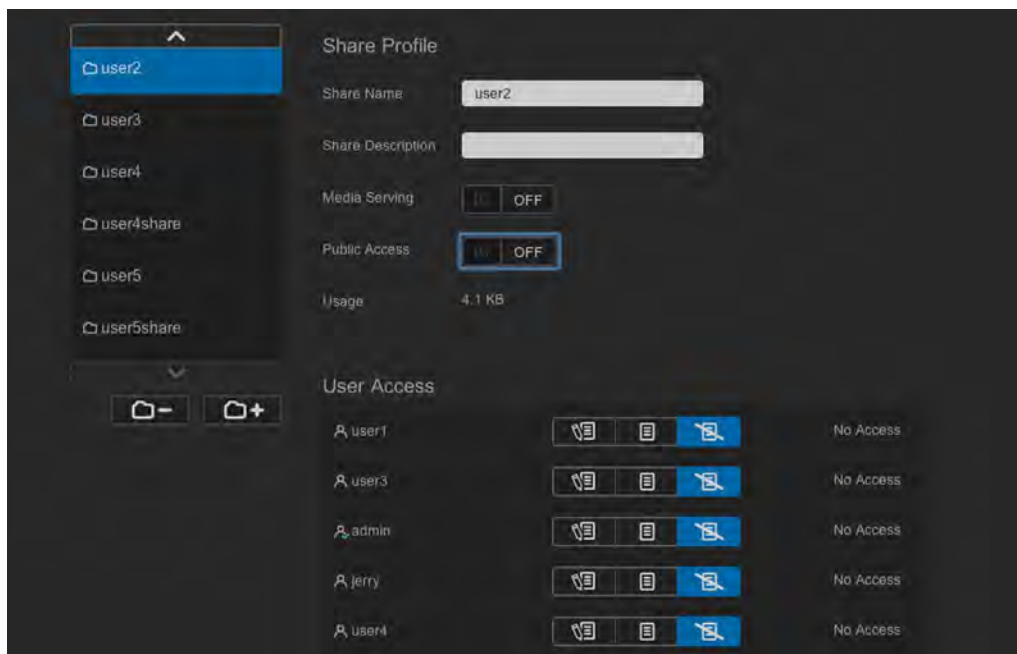 user2
user3
user4
user4share
user5
user5share
Share Profile
Share Name user2
Share Description
Media Serving OFF
Public Access OFF
Usage 4.1 KB
User Access
user1 No Access
user3 No Access
admin No Access
jerry No Access
user4 No Access